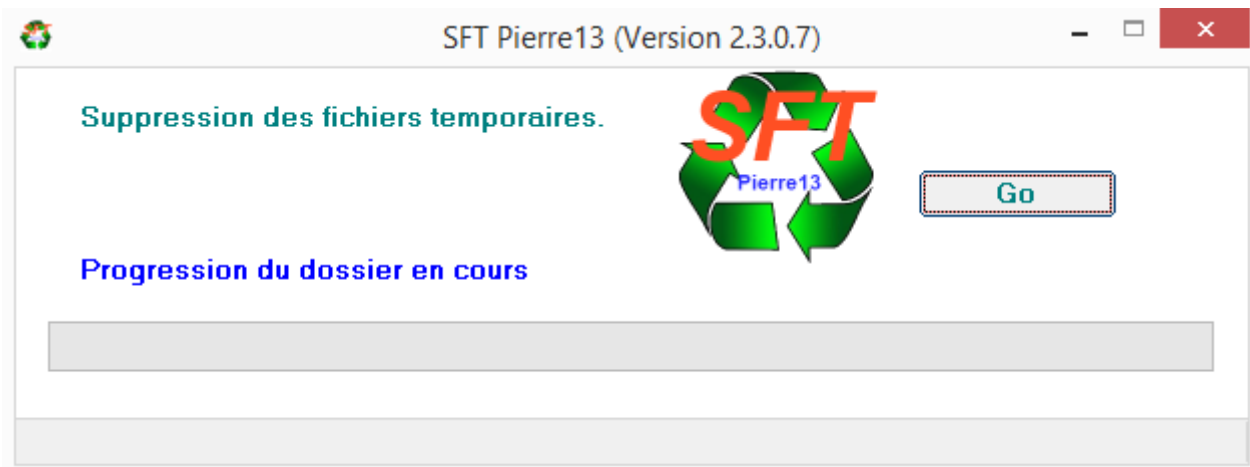 SFT Pierre13 (Version 2.3.0.7)
Suppression des fichiers temporaires.
SFT
Pierre13
Go
Progression du dossier en cours